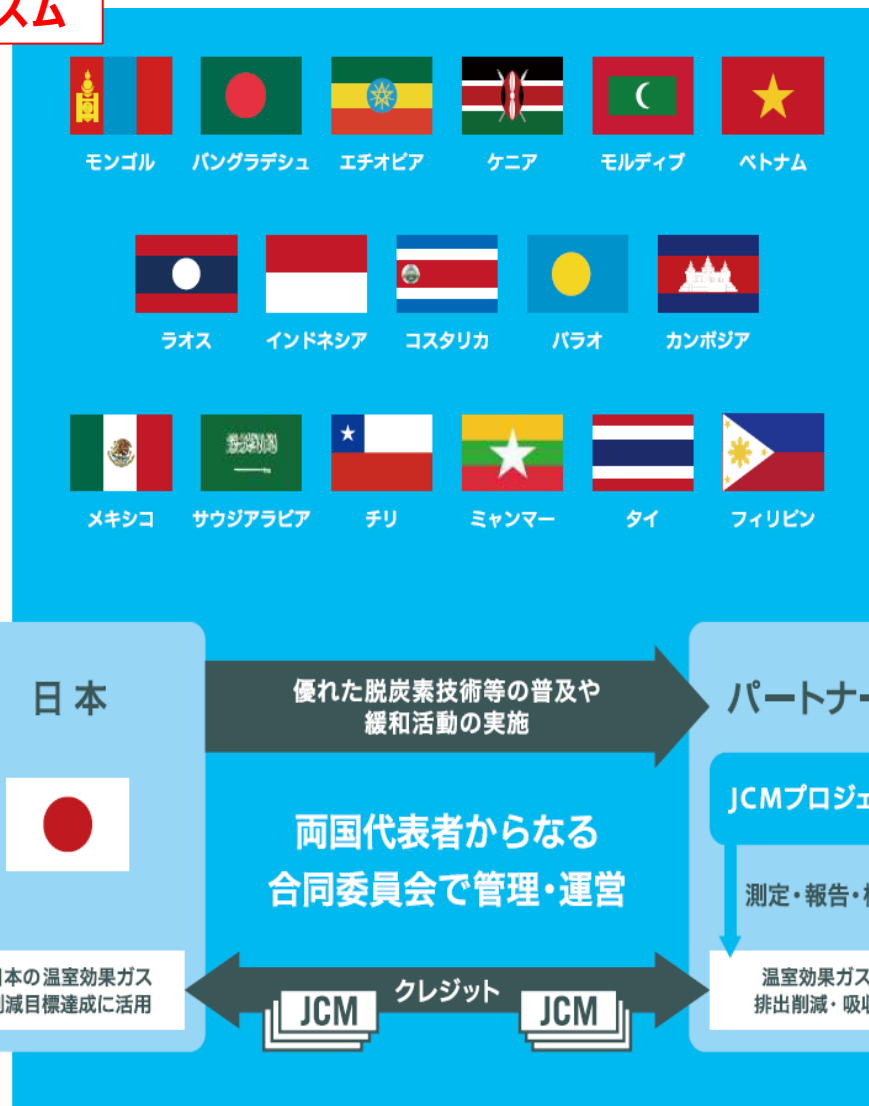 スム
モンゴル バングラデシュ エチオピア ケニア モルディブ ベトナム
ラオス インドネシア コスタリカ パラオ カンボジア
メキシコ サウジアラビア チリ ミャンマー タイ フィリピン
日本
優れた脱炭素技術等の普及や
緩和活動の実施
パートナー
JCMプロジェ
両国代表者からなる
合同委員会で管理・運営
測定・報告・
日本の温室効果ガス
削減目標達成に活用
クレジット
JCM JCM
温室効果ガス
排出削減・吸収